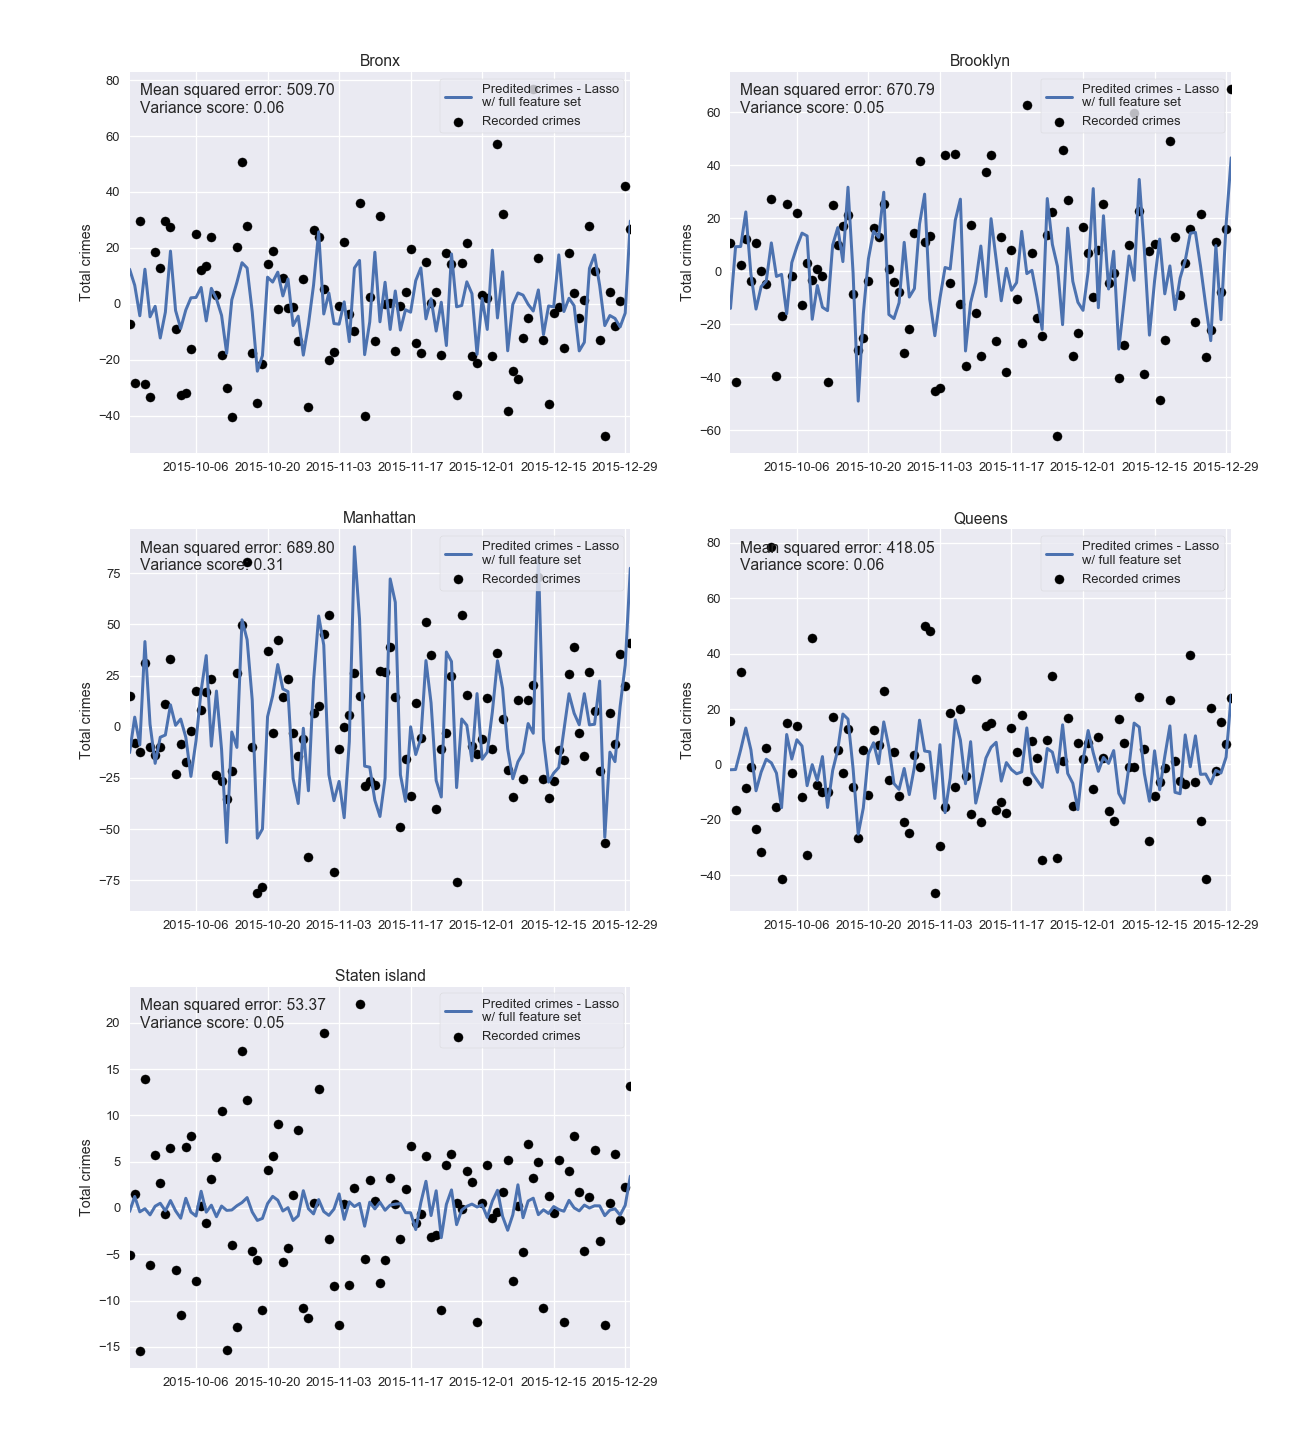 Bronx
Mean squared error: 509.70
Variance score: 0.06
Predited crimes - Lasso
w/ full feature set
Recorded crimes
Total crimes
80
60
40
20
0
−20
−40
2015-10-06 2015-10-20 2015-11-03 2015-11-17 2015-12-01 2015-12-15 2015-12-29
Brooklyn
Mean squared error: 670.79
Variance score: 0.05
Predited crimes - Lasso
w/ full feature set
Recorded crimes
Total crimes
60
40
20
0
−20
−40
−60
2015-10-06 2015-10-20 2015-11-03 2015-11-17 2015-12-01 2015-12-15 2015-12-29
Manhattan
Mean squared error: 689.80
Variance score: 0.31
Predited crimes - Lasso
w/ full feature set
Recorded crimes
Total crimes
75
50
25
0
−25
−50
−75
2015-10-06 2015-10-20 2015-11-03 2015-11-17 2015-12-01 2015-12-15 2015-12-29
Queens
Mean squared error: 418.05
Variance score: 0.06
Predited crimes - Lasso
w/ full feature set
Recorded crimes
Total crimes
80
60
40
20
0
−20
−40
2015-10-06 2015-10-20 2015-11-03 2015-11-17 2015-12-01 2015-12-15 2015-12-29
Staten island
Mean squared error: 53.37
Variance score: 0.05
Predited crimes - Lasso
w/ full feature set
Recorded crimes
Total crimes
20
15
10
5
0
−5
−10
−15
2015-10-06 2015-10-20 2015-11-03 2015-11-17 2015-12-01 2015-12-15 2015-12-29